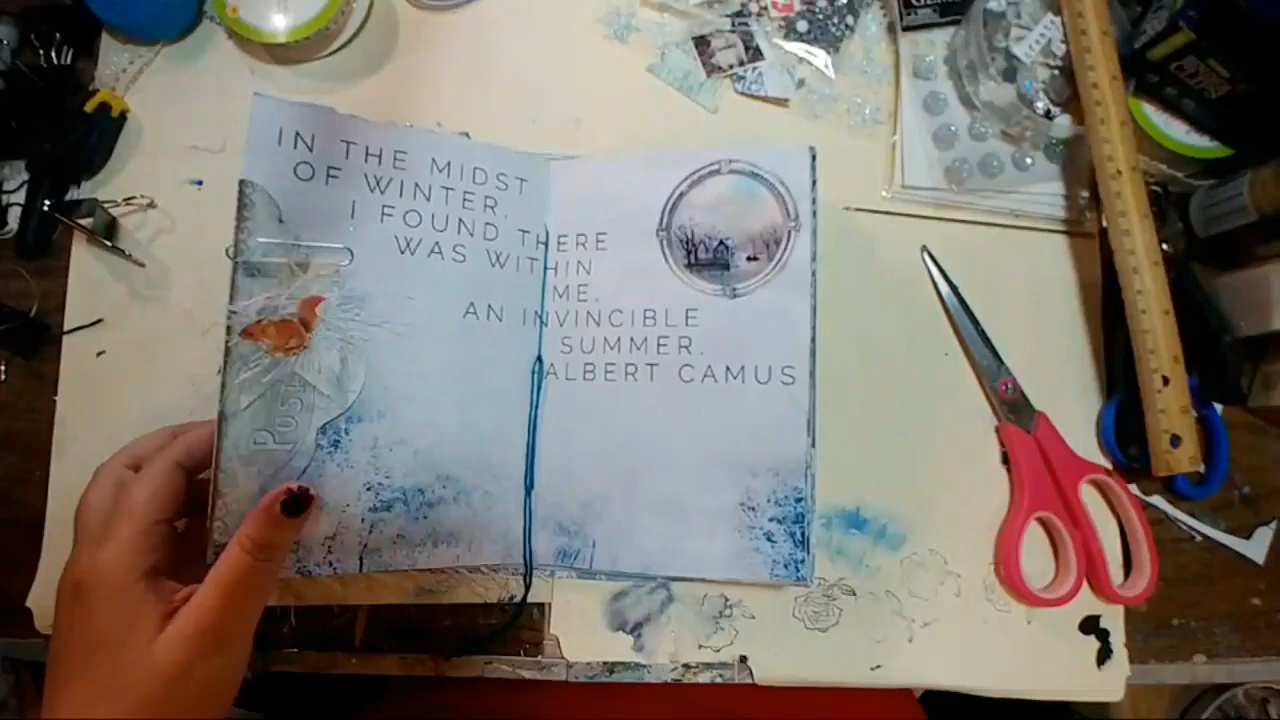 IN THE MIDST
OF WINTER,
I FOUND THERE
WAS WITHIN
ME,
AN INVINCIBLE
SUMMER.
ALBERT CAMUS
POST